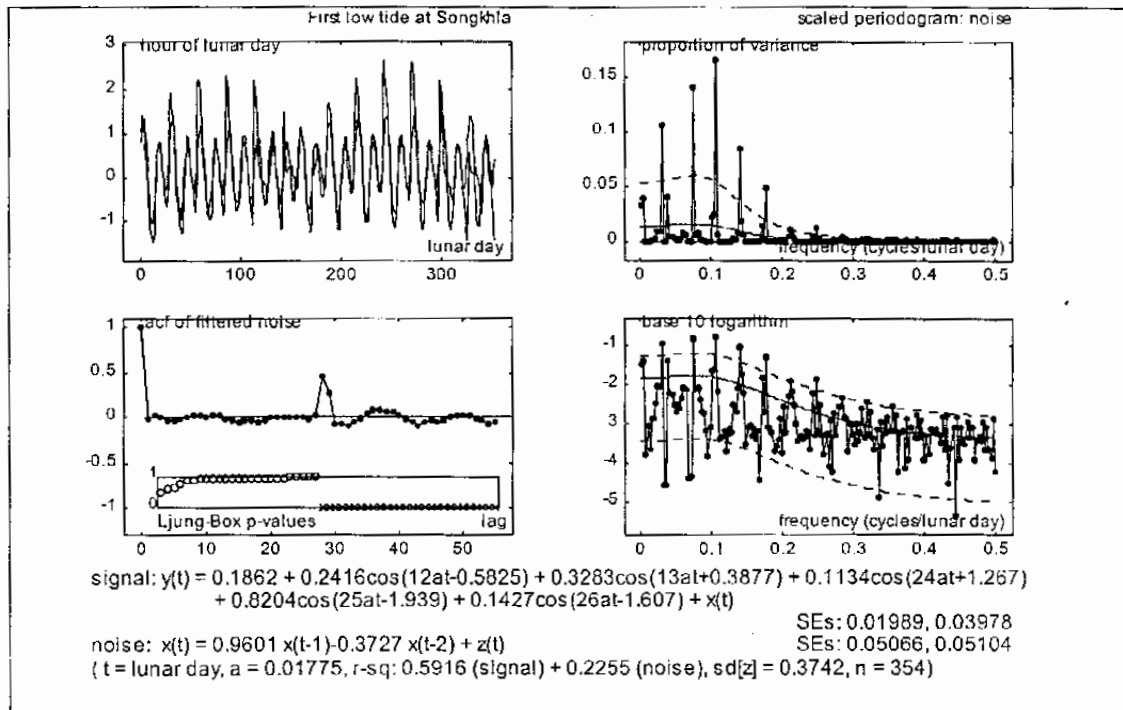 First low tide at Songkhla
hour of lunar day
3
2
1
0
-1
lunar day
0 100 200 300
scaled periodogram: noise
proportion of variance
0.15
0.1
0.05
0
frequency (cycles/lunar day)
0 0.1 0.2 0.3 0.4 0.5
acf of filtered noise
1
0.5
0
-0.5
-1
1
0
Ljung-Box p-values
lag
0 10 20 30 40 50
base 10 logarithm
-1
-2
-3
-4
-5
frequency (cycles/lunar day)
0 0.1 0.2 0.3 0.4 0.5
signal: y(t) = 0.1862 + 0.2416cos(12at-0.5825) + 0.3283cos(13at+0.3877) + 0.1134cos(24at+1.267)
+ 0.8204cos(25at-1.939) + 0.1427cos(26at-1.607) + x(t)
SEs: 0.01989, 0.03978
noise: x(t) = 0.9601 x(t-1)-0.3727 x(t-2) + z(t)
SEs: 0.05066, 0.05104
( t = lunar day, a = 0.01775, r-sq: 0.5916 (signal) + 0.2255 (noise), sd[z] = 0.3742, n = 354)